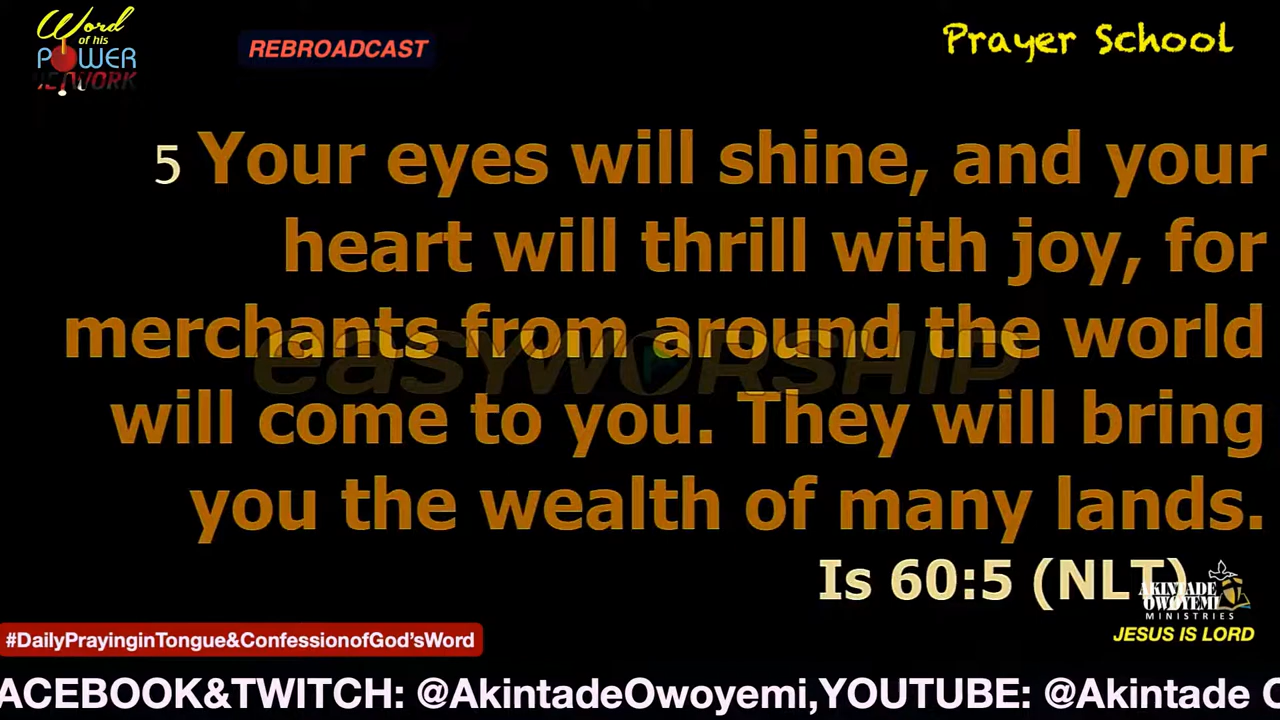 Word
of his
POWER
NETWORK
REBROADCAST
Prayer School
5 Your eyes will shine, and your
heart will thrill with joy, for
merchants from around the world
will come to you. They will bring
you the wealth of many lands.
easyworship
Is 60:5 (NLT)
AKINTADE
OWOYEMI
MINISTRIES
JESUS IS LORD
#DailyPrayinginTongue&ConfessionofGod'sWord
ACEBOOK&TWITCH: @AkintadeOwoyemi,YOUTUBE: @Akintade O